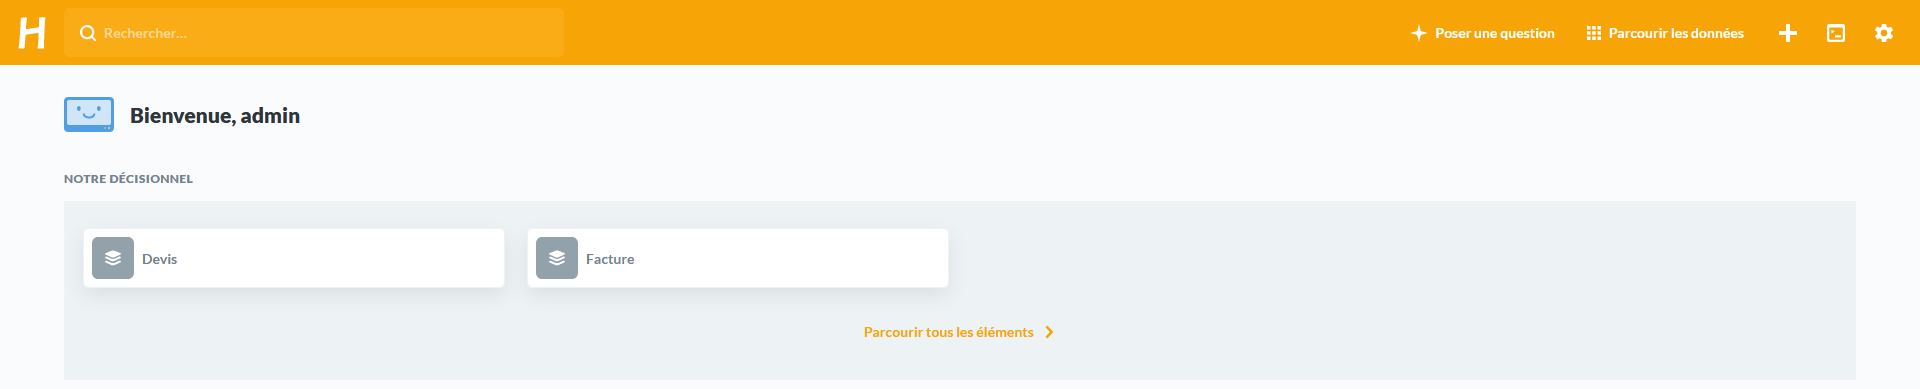 H
Rechercher...
Poser une question
Parcourir les données
Bienvenue, admin
NOTRE DÉCISIONNEL
Devis
Facture
Parcourir tous les éléments